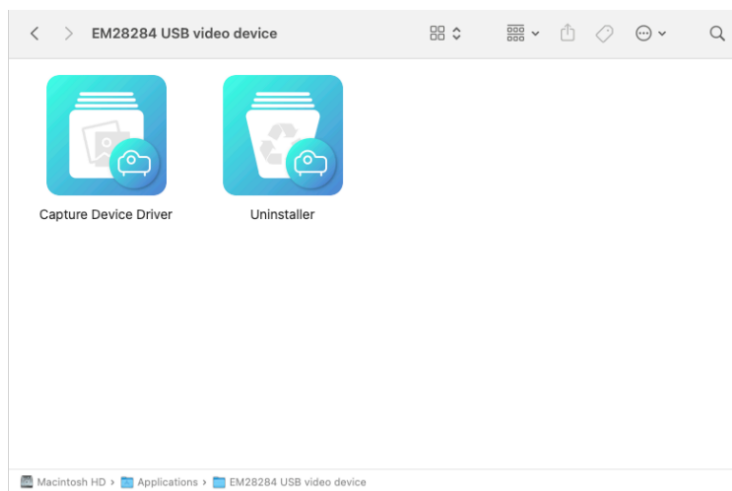 EM28284 USB video device
Capture Device Driver
Uninstaller
Macintosh HD › Applications › EM28284 USB video device